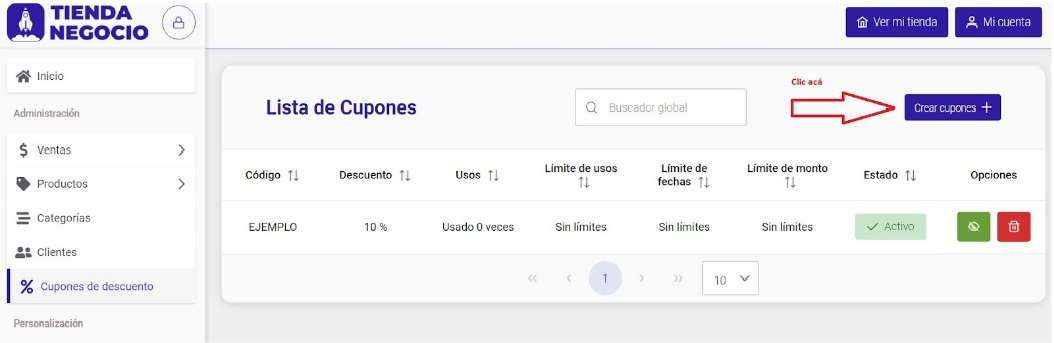 TIENDA
NEGOCIO
Ver mi tienda
Mi cuenta
Inicio
Administración
Ventas
Productos
Categorías
Clientes
Cupones de descuento
Personalización
Lista de Cupones
Buscador global
Clic acá
Crear cupones +
Código Descuento Usos Límite de usos Límite de fechas Límite de monto Estado Opciones
EJEMPLO 10 % Usado 0 veces Sin límites Sin límites Sin límites Activo
« ‹ 1 › » 10